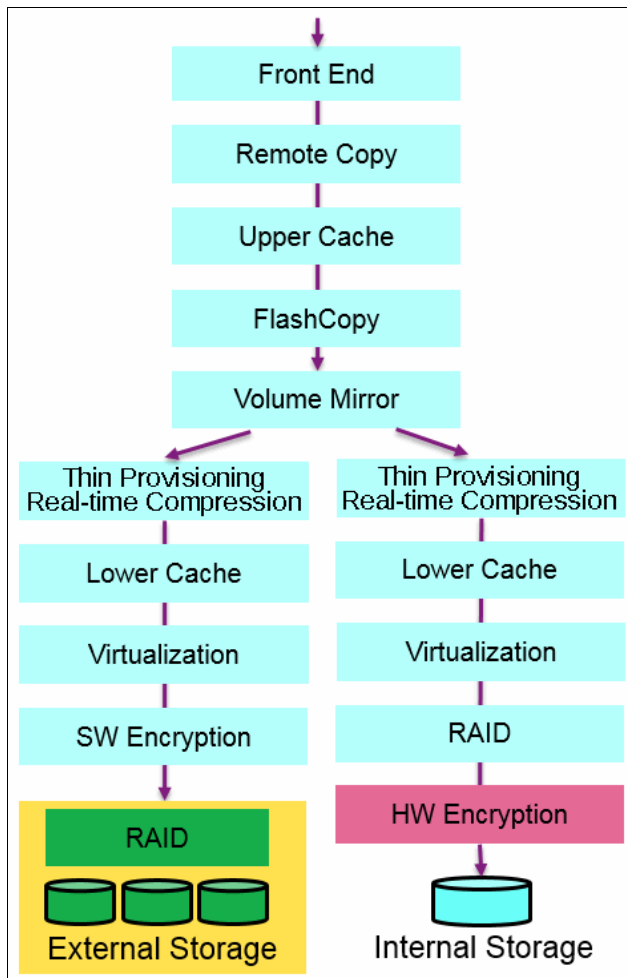 Front End
Remote Copy
Upper Cache
FlashCopy
Volume Mirror
Thin Provisioning
Real-time Compression
Lower Cache
Virtualization
SW Encryption
RAID
External Storage
Thin Provisioning
Real-time Compression
Lower Cache
Virtualization
RAID
HW Encryption
Internal Storage